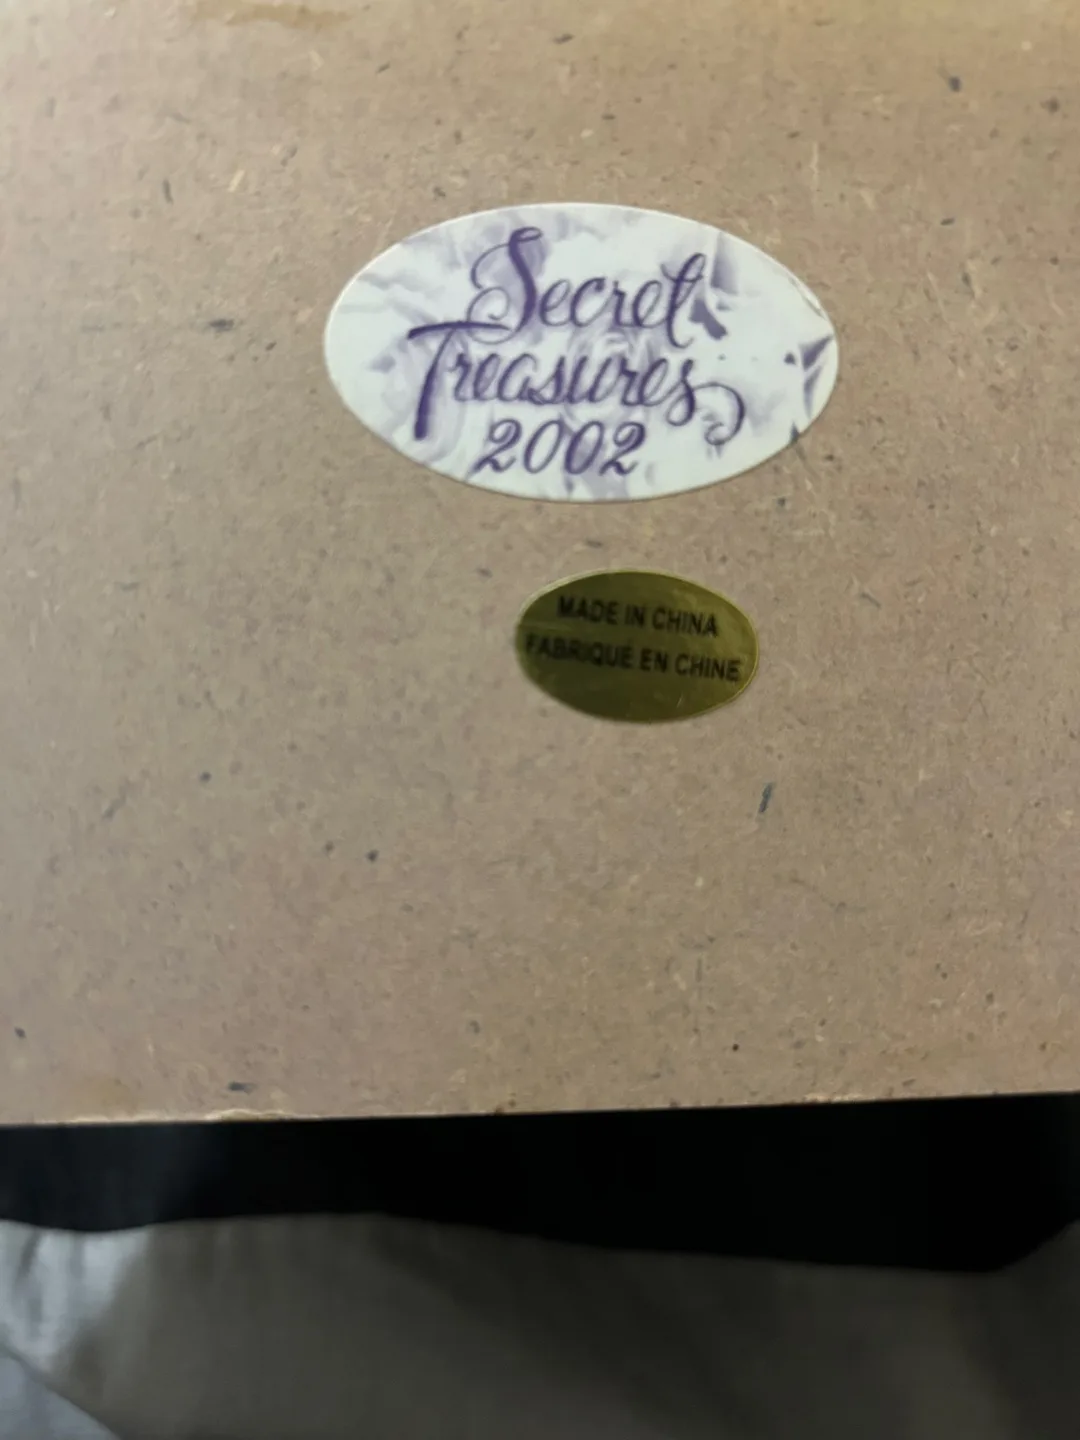 Secret
Treasures
2002
MADE IN CHINA
FABRIQUÉ EN CHINE